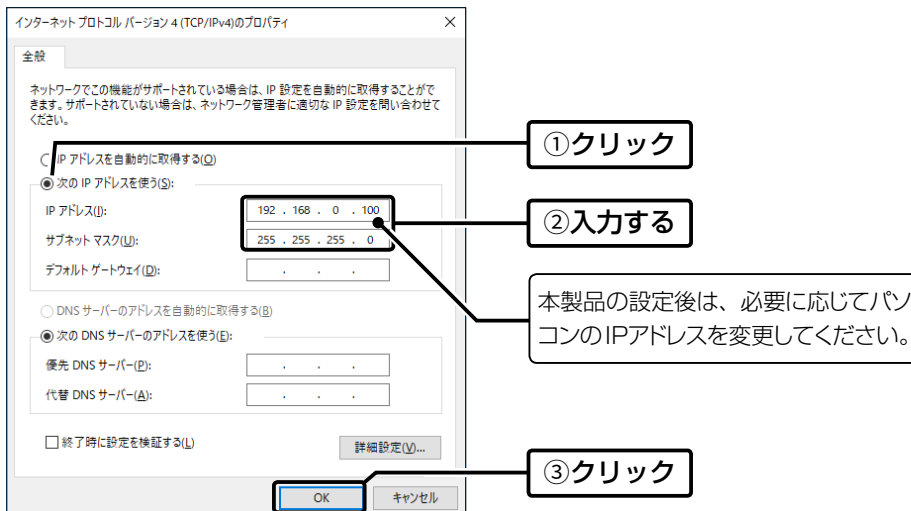 インターネット プロトコル バージョン 4 (TCP/IPv4)のプロパティ
全般
ネットワークでこの機能がサポートされている場合は、IP 設定を自動的に取得することがで
きます。サポートされていない場合は、ネットワーク管理者に適切な IP 設定を問い合わせて
ください。
IP アドレスを自動的に取得する(O)
次の IP アドレスを使う(S):
IP アドレス(I): 192 . 168 . 0 . 100
サブネット マスク(U): 255 . 255 . 255 . 0
デフォルト ゲートウェイ(D): . . .
DNS サーバーのアドレスを自動的に取得する(B)
次の DNS サーバーのアドレスを使う(E):
優先 DNS サーバー(P): . . .
代替 DNS サーバー(A): . . .
終了時に設定を検証する(L)
詳細設定(V)...
OK
キャンセル
①クリック
②入力する
本製品の設定後は、必要に応じてパソ
コンのIPアドレスを変更してください。
③クリック